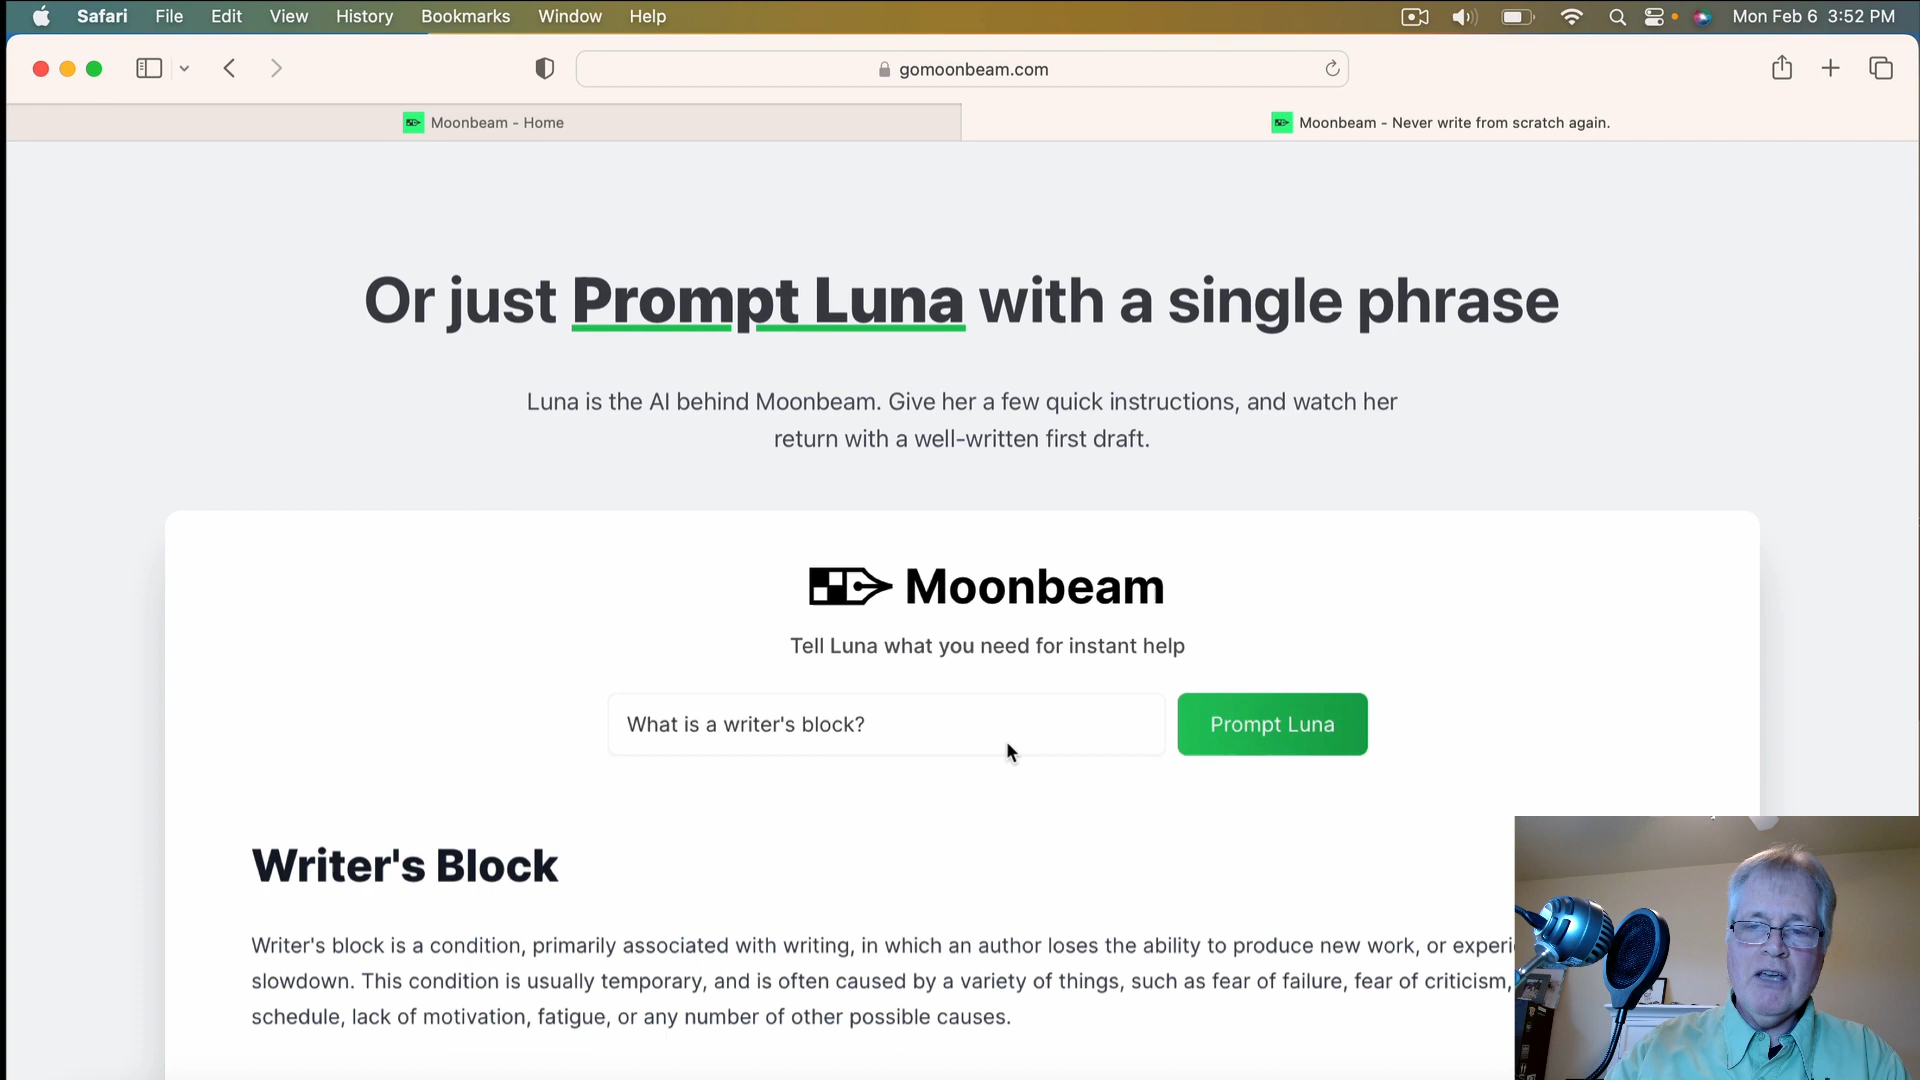 Safari File Edit View History Bookmarks Window Help Mon Feb 6 3:52 PM
gomoonbeam.com
Moonbeam - Home
Moonbeam - Never write from scratch again.
Or just Prompt Luna with a single phrase
Luna is the AI behind Moonbeam. Give her a few quick instructions, and watch her
return with a well-written first draft.
Moonbeam
Tell Luna what you need for instant help
What is a writer's block?
Prompt Luna
Writer's Block
Writer's block is a condition, primarily associated with writing, in which an author loses the ability to produce new work, or experi
slowdown. This condition is usually temporary, and is often caused by a variety of things, such as fear of failure, fear of criticism,
schedule, lack of motivation, fatigue, or any number of other possible causes.